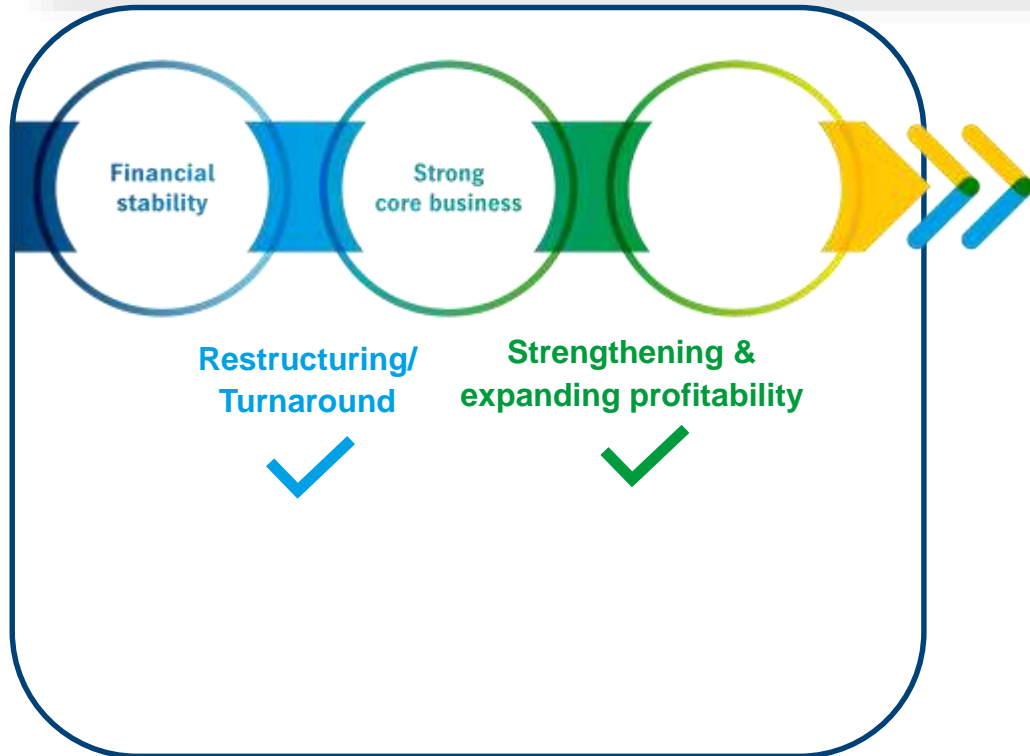 Financial
stability
Strong
core business
Restructuring/
Turnaround
Strengthening &
expanding profitability